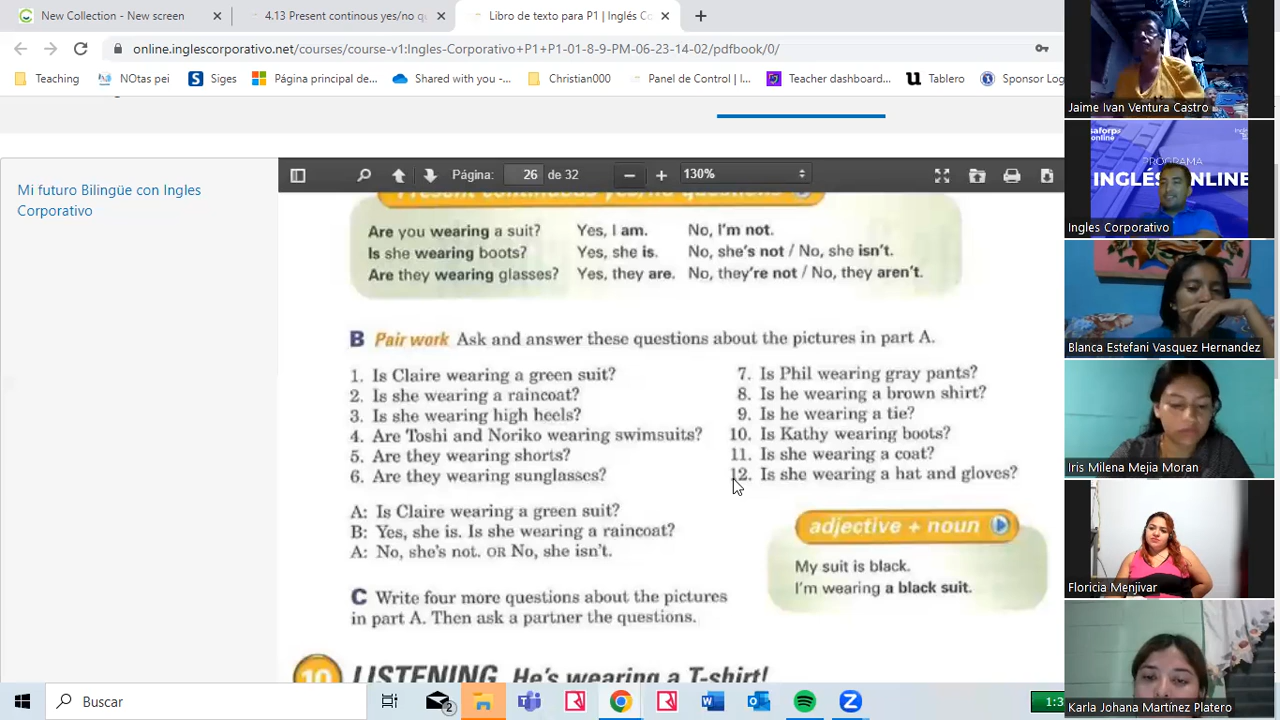 New Collection - New screen
4.13 Present continous yes/no qu
Libro de texto para P1 | Inglés Co
online.inglescorporativo.net/courses/course-v1:Ingles-Corporativo+P1+P1-01-8-9-PM-06-23-14-02/pdfbook/0/
Teaching
NOtas pei
Siges
Página principal de...
Shared with you -...
Christian000
Panel de Control | I...
Teacher dashboard...
Tablero
Sponsor Log
Mi futuro Bilingüe con Ingles
Corporativo
Página:
26
de 32
130%
Are you wearing a suit? Yes, I am. No, I'm not.
Is she wearing boots? Yes, she is. No, she's not / No, she isn't.
Are they wearing glasses? Yes, they are. No, they're not / No, they aren't.
B Pair work Ask and answer these questions about the pictures in part A.
1. Is Claire wearing a green suit?
2. Is she wearing a raincoat?
3. Is she wearing high heels?
4. Are Toshi and Noriko wearing swimsuits?
5. Are they wearing shorts?
6. Are they wearing sunglasses?
7. Is Phil wearing gray pants?
8. Is he wearing a brown shirt?
9. Is he wearing a tie?
10. Is Kathy wearing boots?
11. Is she wearing a coat?
12. Is she wearing a hat and gloves?
A: Is Claire wearing a green suit?
B: Yes, she is. Is she wearing a raincoat?
A: No, she's not. OR No, she isn't.
adjective + noun
My suit is black.
I'm wearing a black suit.
C Write four more questions about the pictures
in part A. Then ask a partner the questions.
10 LISTENING He's wearing a T-shirt!
Buscar
2
1:3
Jaime Ivan Ventura Castro
saforp
online
PROGRAMA
INGLÉS ONLINE
Ingles Corporativo
Blanca Estefani Vasquez Hernandez
Iris Milena Mejia Moran
Floricia Menjivar
Karla Johana Martínez Platero